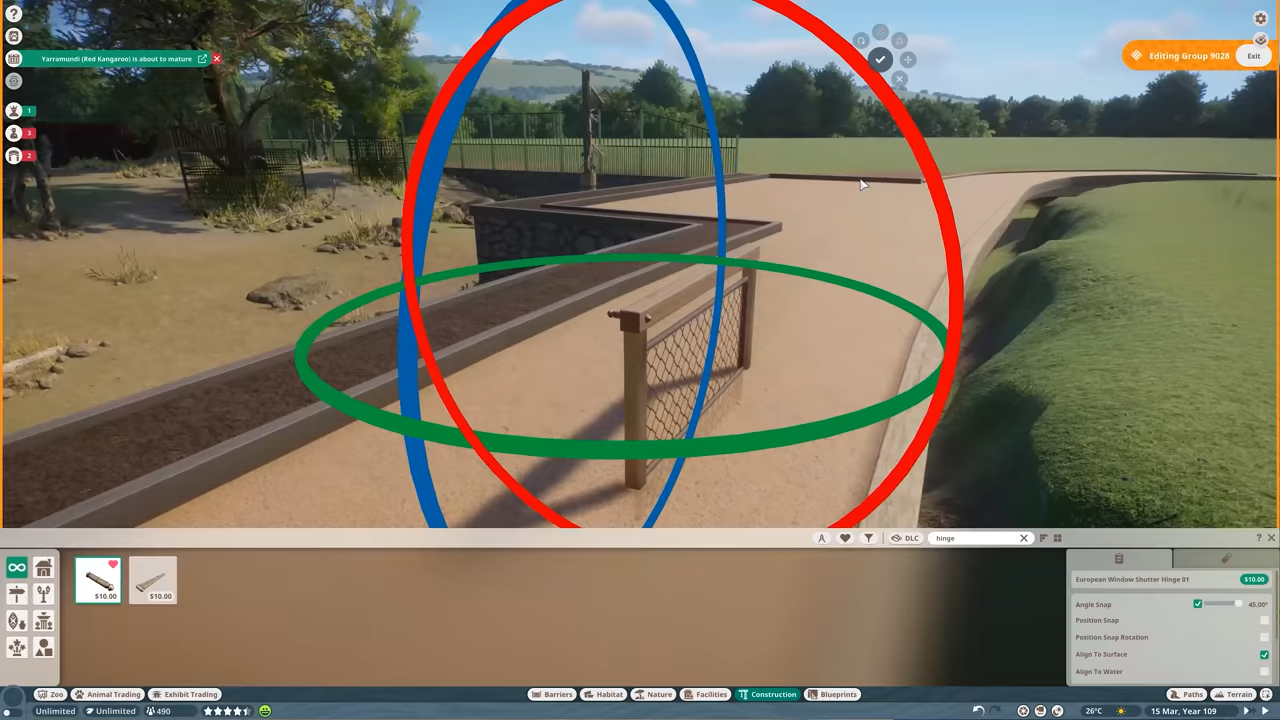 ?
Yarramundi (Red Kangaroo) is about to mature
Editing Group 9028
Exit
1
3
2
DLC
hinge
?
$10.00
$10.00
European Window Shutter Hinge 01
$10.00
Angle Snap
45.00°
Position Snap
Position Snap Rotation
Align To Surface
Align To Water
Zoo
Animal Trading
Exhibit Trading
Barriers
Habitat
Nature
Facilities
Construction
Blueprints
Paths
Terrain
Unlimited
Unlimited
490
26°C
15 Mar, Year 109